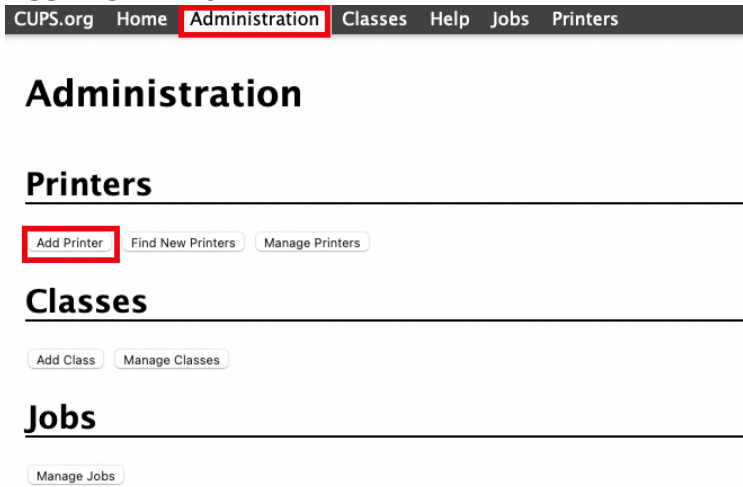 CUPS.org Home Administration Classes Help Jobs Printers
Administration
Printers
Add Printer Find New Printers Manage Printers
Classes
Add Class Manage Classes
Jobs
Manage Jobs